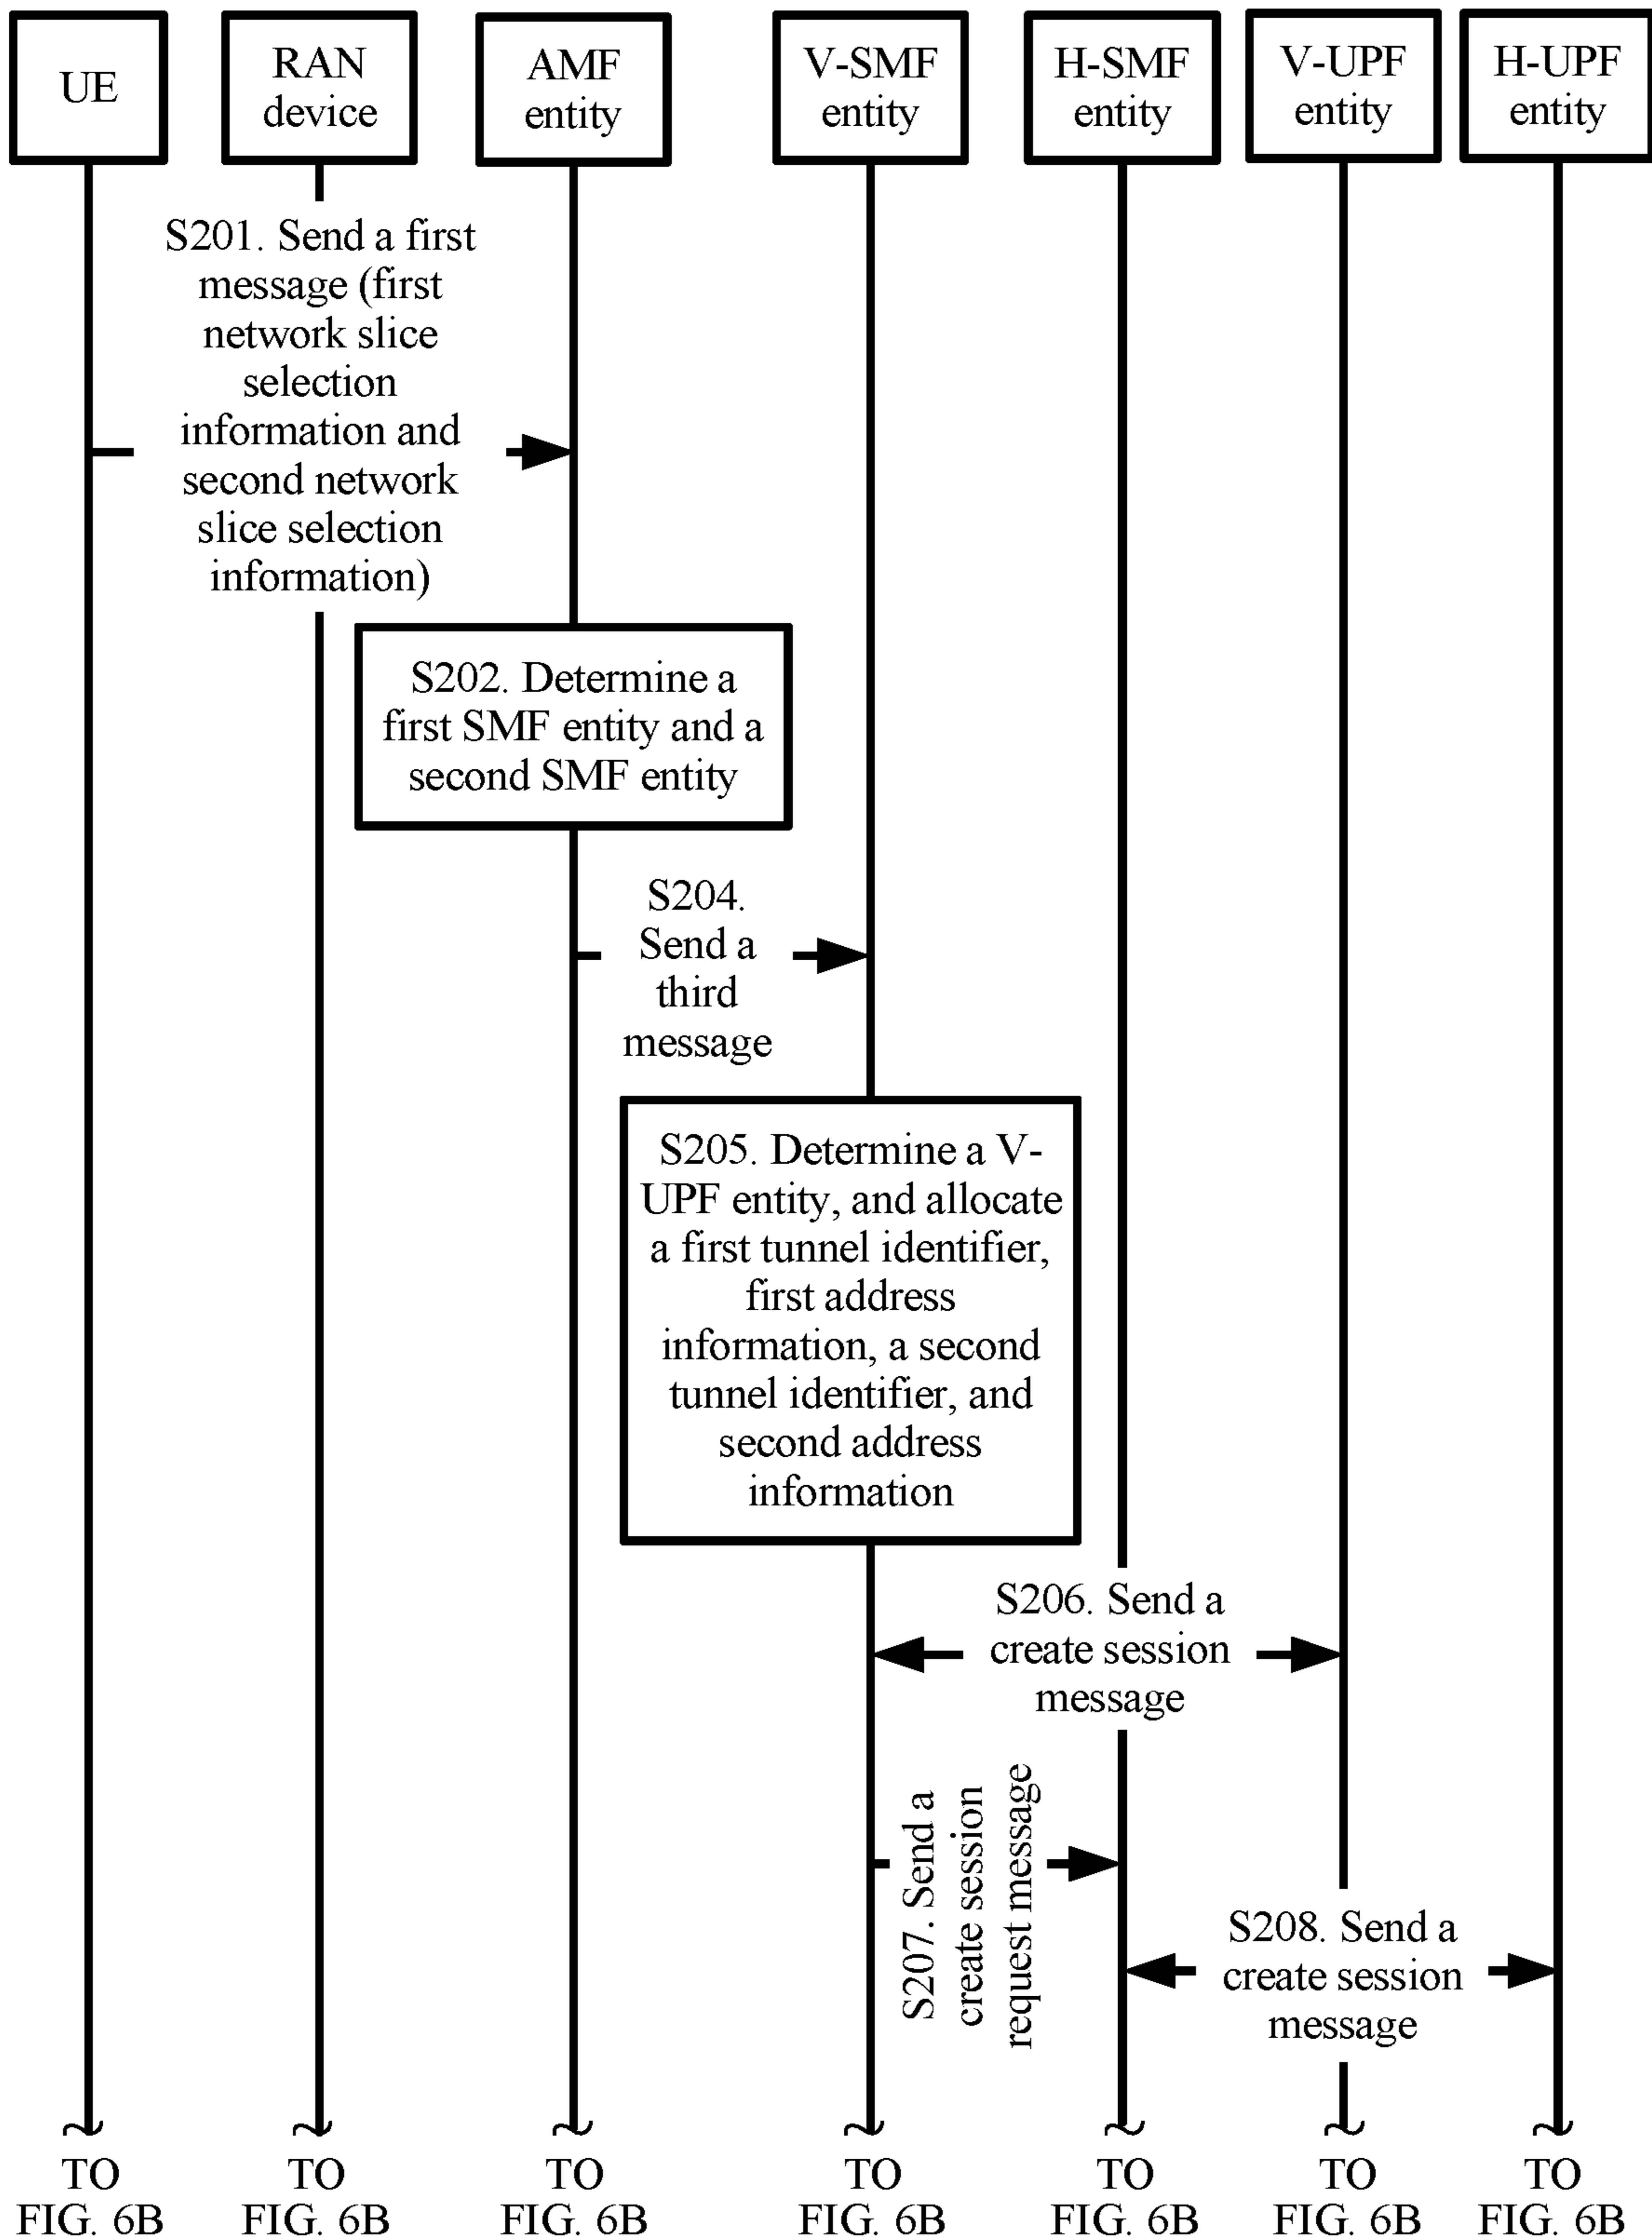 UE
RAN
device
AMF
entity
V-SMF
entity
H-SMF
entity
V-UPF
entity
H-UPF
entity
S201. Send a first
message (first
network slice
selection
information and
second network
slice selection
information)
S202. Determine a
first SMF entity and a
second SMF entity
S204.
Send a
third
message
S205. Determine a V-
UPF entity, and allocate
a first tunnel identifier,
first address
information, a second
tunnel identifier, and
second address
information
S206. Send a
create session
message
S207. Send a
create session
request message
S208. Send a
create session
message
TO
FIG. 6B
TO
FIG. 6B
TO
FIG. 6B
TO
FIG. 6B
TO
FIG. 6B
TO
FIG. 6B
TO
FIG. 6B